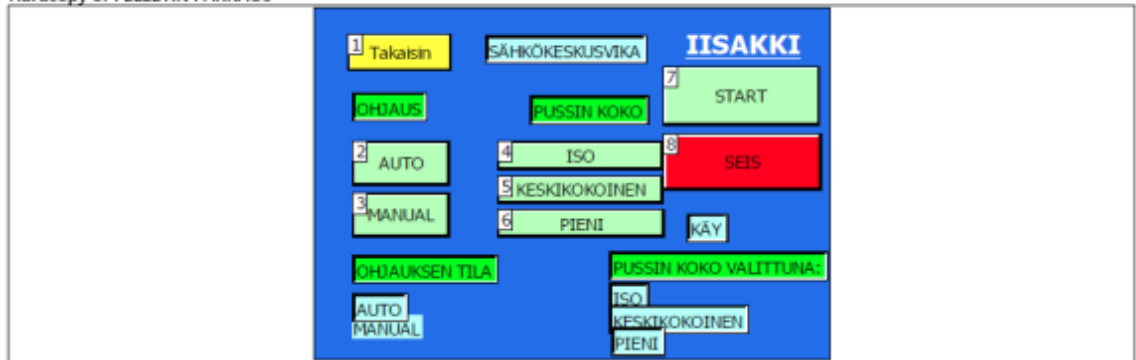 1 Takaisin
SÄHKÖKESKUSVIKA
IISAKKI
7 START
OHJAUS
PUSSIN KOKO
2 AUTO
4 ISO
8 SEIS
5 KESKIKOKOINEN
3 MANUAL
6 PIENI
KÄY
OHJAUKSEN TILA
PUSSIN KOKO VALITTUNA:
AUTO
MANUAL
ISO
KESKIKOKOINEN
PIENI